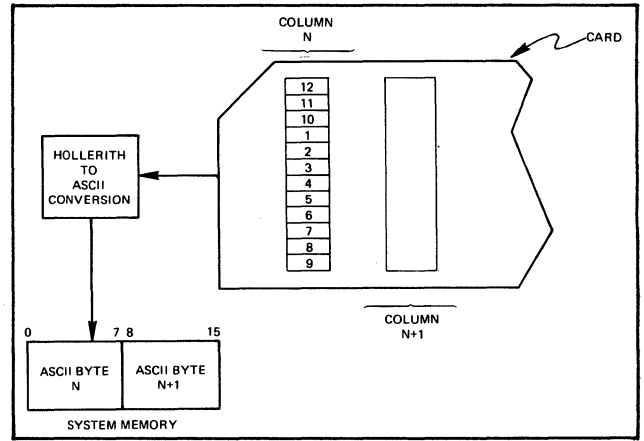 COLUMN
N
CARD
12
11
10
1
2
3
4
5
6
7
8
9
HOLLERITH
TO
ASCII
CONVERSION
COLUMN
N+1
0 7 8 15
ASCII BYTE
N
ASCII BYTE
N+1
SYSTEM MEMORY